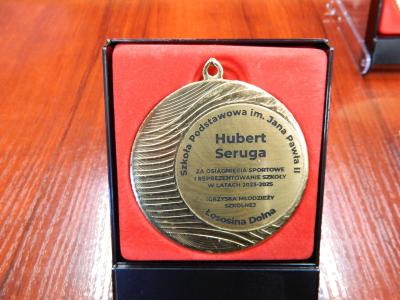 Szkoła Podstawowa im. Jana Pawła II
Hubert
Seruga
ZA OSIĄGNIĘCIA SPORTOWE
I REPREZENTOWANIE SZKOŁY
W LATACH 2023-2025
IGRZYSKA MŁODZIEŻY
SZKOLNEJ
Łososina Dolna